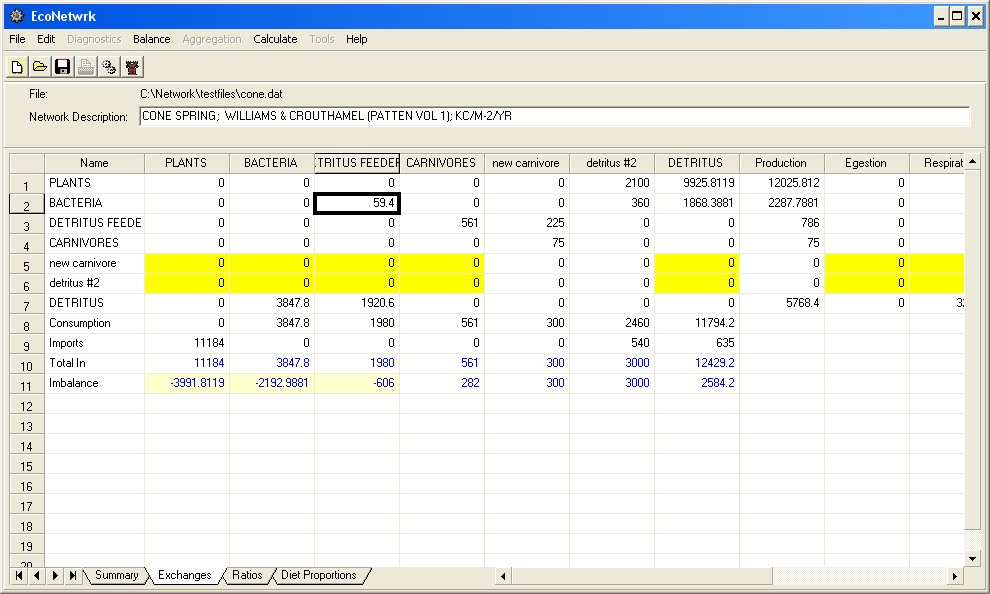 EcoNetwrk
File Edit Diagnostics Balance Aggregation Calculate Tools Help
File: C:\Network\testfiles\cone.dat
Network Description: CONE SPRING; WILLIAMS & CROUTHAMEL (PATTEN VOL 1); KC/M-2/YR
Name PLANTS BACTERIA TRITUS FEEDER CARNIVORES new carnivore detritus #2 DETRITUS Production Egestion Respirat
1 PLANTS 0 0 0 0 0 2100 9925.8119 12025.812 0
2 BACTERIA 0 0 59.4 0 0 360 1868.3881 2287.7881 0
3 DETRITUS FEEDE 0 0 0 561 225 0 0 786 0
4 CARNIVORES 0 0 0 0 75 0 0 75 0
5 new carnivore 0 0 0 0 0 0 0 0 0
6 detritus #2 0 0 0 0 0 0 0 0 0
7 DETRITUS 0 3847.8 1920.6 0 0 0 0 5768.4 0 32
8 Consumption 0 3847.8 1980 561 300 2460 11794.2
9 Imports 11184 0 0 0 0 540 635
10 Total In 11184 3847.8 1980 561 300 3000 12429.2
11 Imbalance -3991.8119 -2192.9881 -606 282 300 3000 2584.2
12
13
14
15
16
17
18
19
20
Summary Exchanges Ratios Diet Proportions